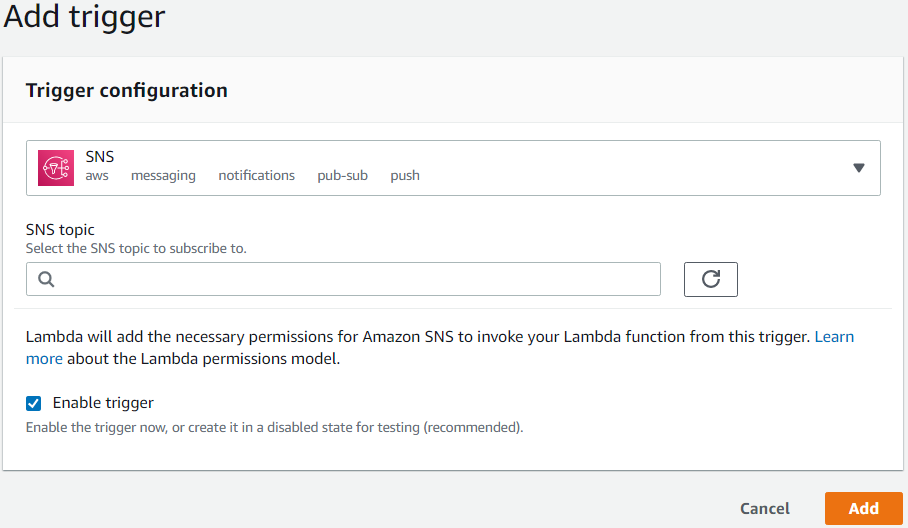 Add trigger
Trigger configuration
SNS
aws messaging notifications pub-sub push
SNS topic
Select the SNS topic to subscribe to.
Lambda will add the necessary permissions for Amazon SNS to invoke your Lambda function from this trigger. Learn
more about the Lambda permissions model.
Enable trigger
Enable the trigger now, or create it in a disabled state for testing (recommended).
Cancel Add